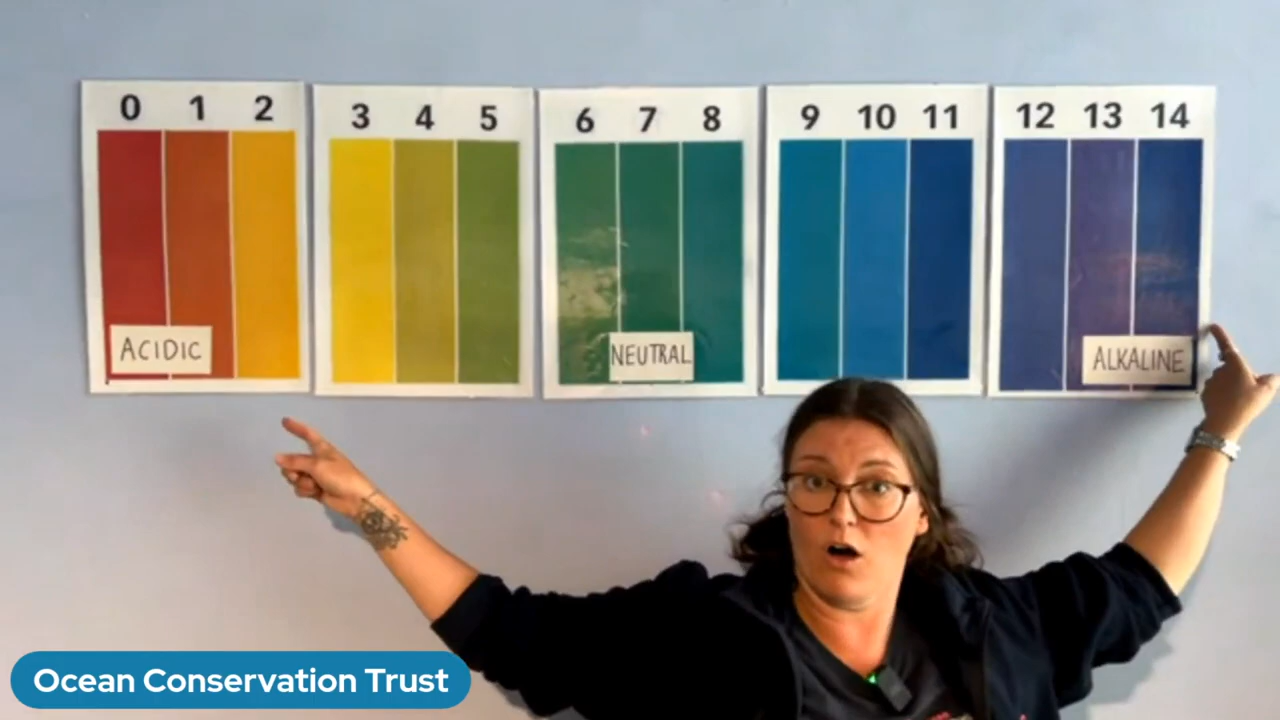 0 1 2
3 4 5
6 7 8
9 10 11
12 13 14
ACIDIC
NEUTRAL
ALKALINE
Ocean Conservation Trust